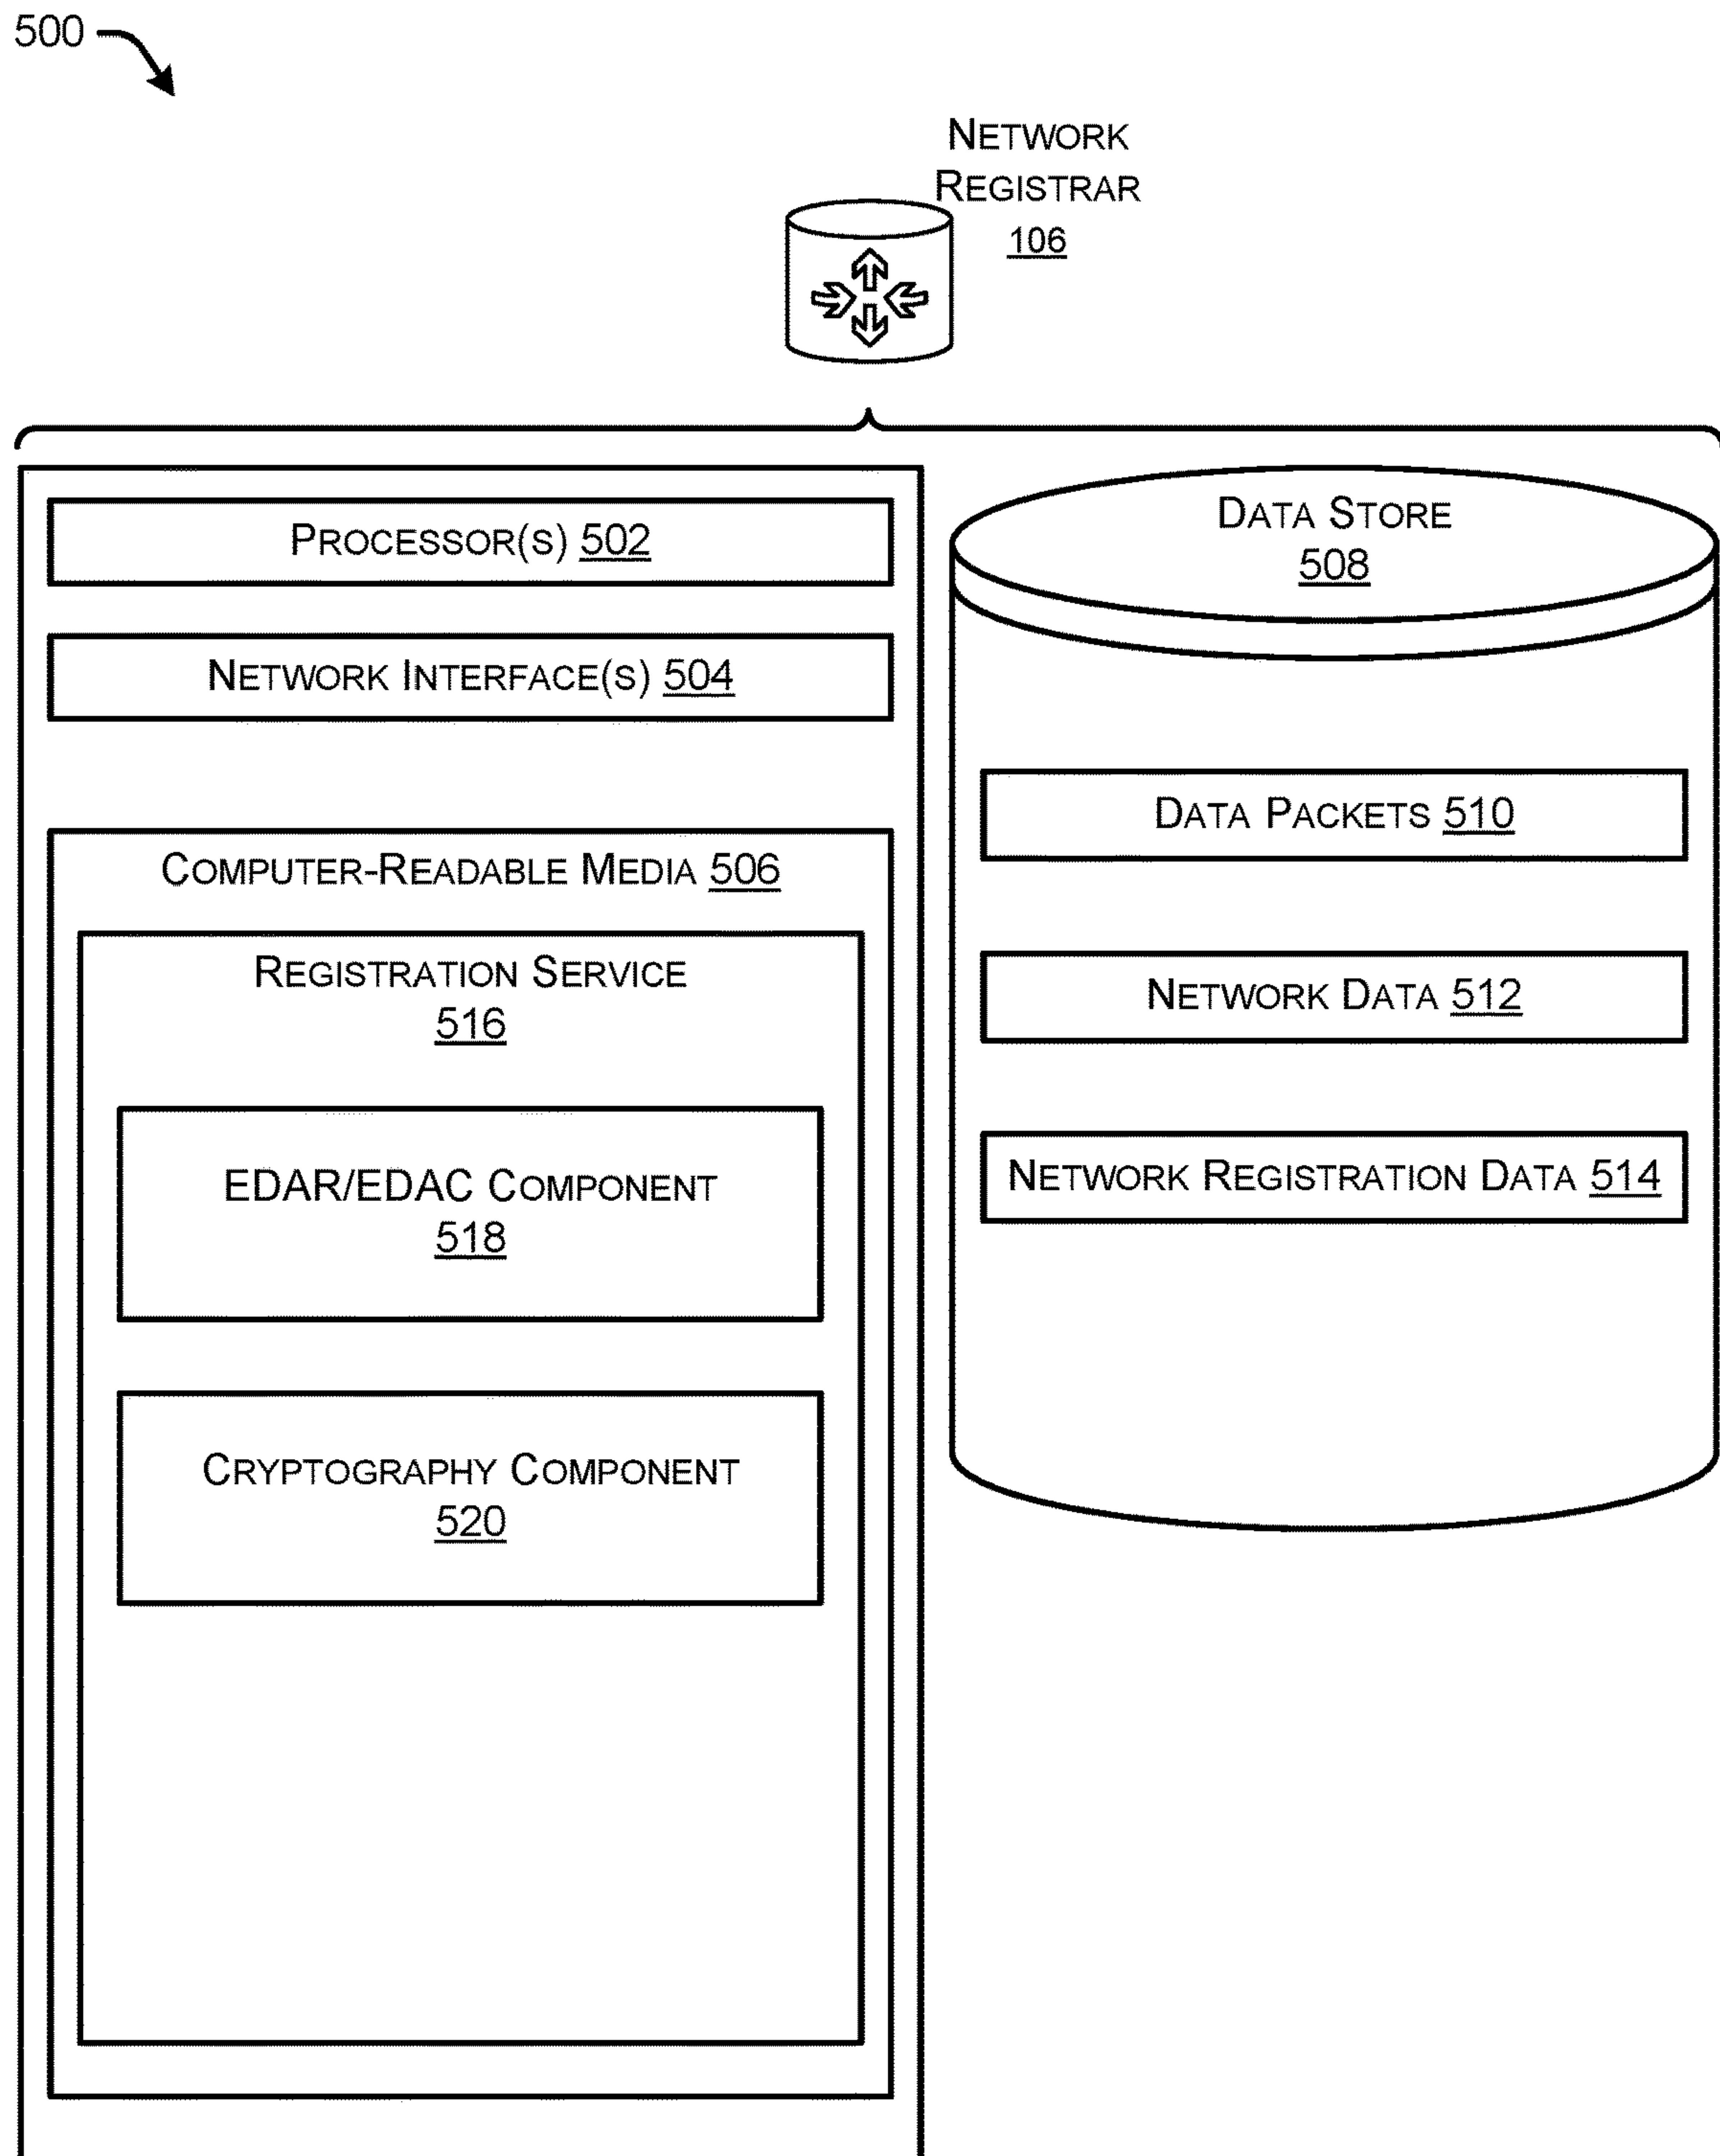 500
NETWORK
REGISTRAR
106
PROCESSOR(S) 502
NETWORK INTERFACE(S) 504
COMPUTER-READABLE MEDIA 506
REGISTRATION SERVICE
516
EDAR/EDAC COMPONENT
518
CRYPTOGRAPHY COMPONENT
520
DATA STORE
508
DATA PACKETS 510
NETWORK DATA 512
NETWORK REGISTRATION DATA 514